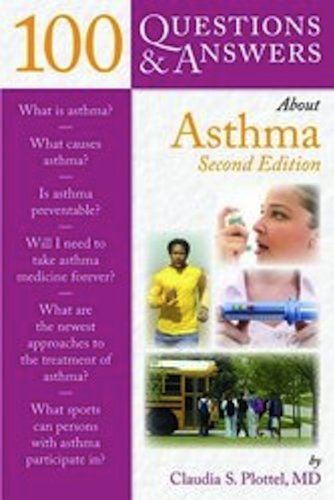 100 QUESTIONS
& ANSWERS
About
Asthma
Second Edition
What is asthma?
What causes
asthma?
Is asthma
preventable?
Will I need to
take asthma
medicine forever?
What are
the newest
approaches to
the treatment of
asthma?
What sports
can persons
with asthma
participate in?
by
Claudia S. Plottel, MD